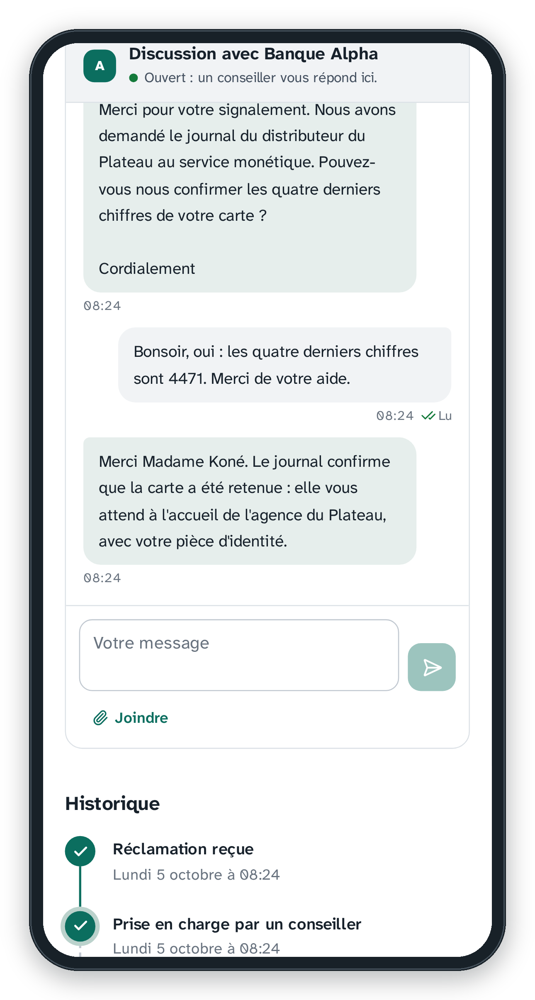 A
Discussion avec Banque Alpha
Ouvert : un conseiller vous répond ici.
Merci pour votre signalement. Nous avons
demandé le journal du distributeur du
Plateau au service monétique. Pouvez-
vous nous confirmer les quatre derniers
chiffres de votre carte ?
Cordialement
08:24
Bonsoir, oui : les quatre derniers chiffres
sont 4471. Merci de votre aide.
08:24 Lu
Merci Madame Koné. Le journal confirme
que la carte a été retenue : elle vous
attend à l'accueil de l'agence du Plateau,
avec votre pièce d'identité.
08:24
Votre message
Joindre
Historique
Réclamation reçue
Lundi 5 octobre à 08:24
Prise en charge par un conseiller
Lundi 5 octobre à 08:24